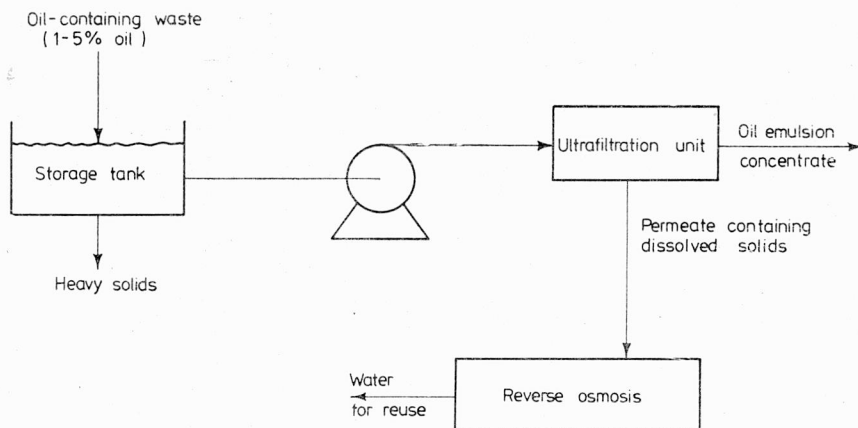 Oil-containing waste
(1-5% oil)
Storage tank
Heavy solids
Ultrafiltration unit
Oil emulsion
concentrate
Permeate containing
dissolved solids
Water
for reuse
Reverse osmosis